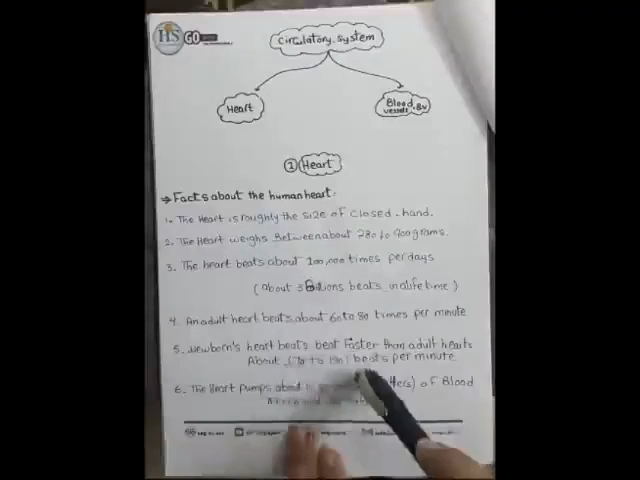 HS
GO
Circulatory system
Heart
Blood vessels. Bv
① Heart
⇒ Facts about the human heart.
1. The Heart is roughly the size of closed-hand.
2. The Heart weighs Between about 280 to 400 grams.
3. The heart beats about 100,000 times per days
(about 3 Billions beats in a life time)
4. An adult heart beats about 60 to 80 times per minute
5. Newborn's heart beats beat Faster than adult hearts
About (70 to 190) beats per minute
6. The Heart pumps about of Blood